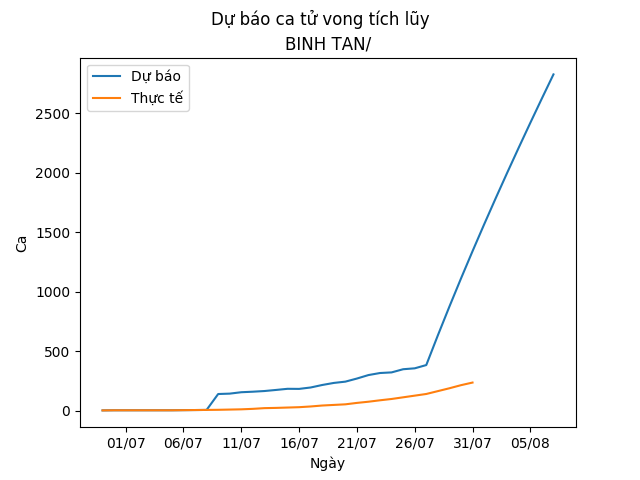 Dự báo ca tử vong tích lũy
BINH TAN/
Dự báo
Thực tế
2500
2000
1500
1000
500
0
Ca
01/07 06/07 11/07 16/07 21/07 26/07 31/07 05/08
Ngày